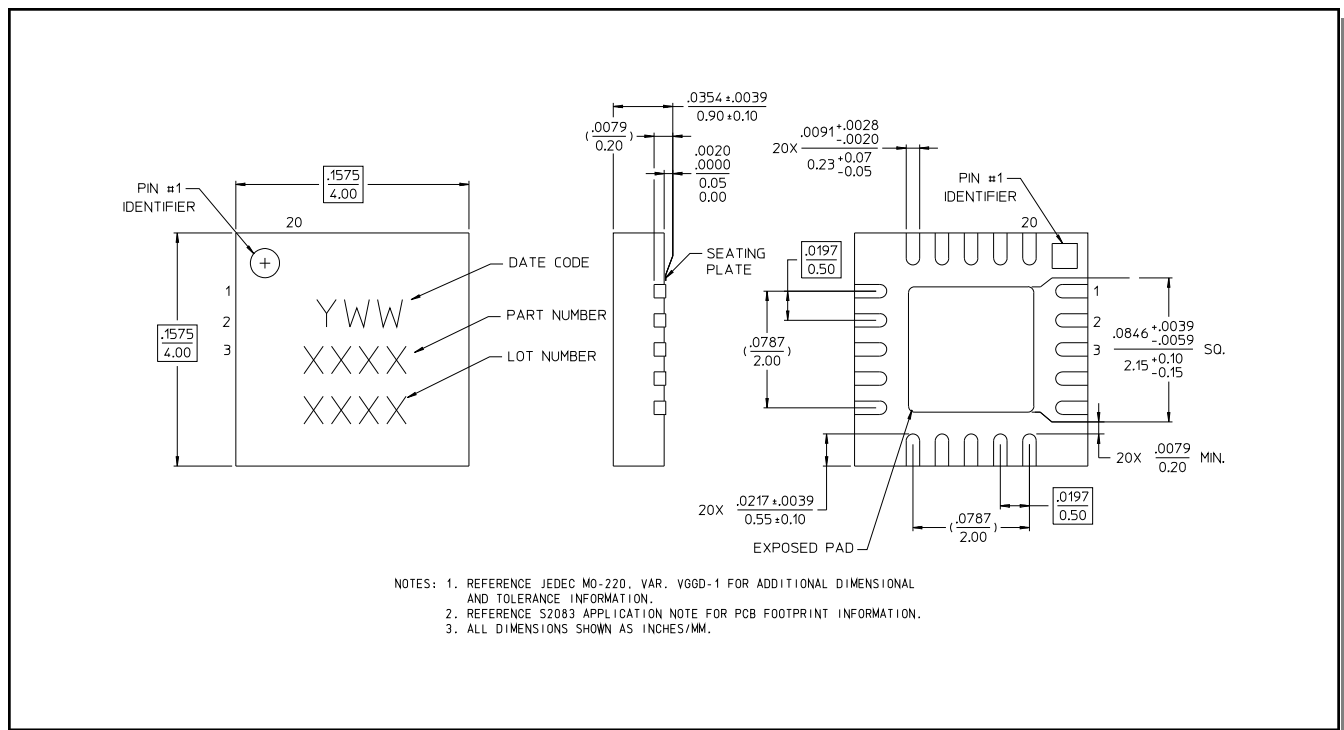 .0354 ±.0039
0.90 ±0.10
( .0079 )
0.20
.0020
.0000
0.05
0.00
20X .0091 +.0028 -.0020
0.23 +0.07 -0.05
PIN #1
IDENTIFIER
.1575
4.00
20
PIN #1
IDENTIFIER
20
SEATING
PLATE
.0197
0.50
DATE CODE
YWW
PART NUMBER
XXXX
LOT NUMBER
XXXX
1
2
3
.1575
4.00
( .0787 )
2.00
1
2
3
.0846 +.0039 -.0059 SQ.
2.15 +0.10 -0.15
20X .0079 MIN.
0.20
20X .0217 ±.0039
0.55 ±0.10
.0197
0.50
( .0787 )
2.00
EXPOSED PAD
NOTES: 1. REFERENCE JEDEC MO-220, VAR. VGGD-1 FOR ADDITIONAL DIMENSIONAL
AND TOLERANCE INFORMATION.
2. REFERENCE S2083 APPLICATION NOTE FOR PCB FOOTPRINT INFORMATION.
3. ALL DIMENSIONS SHOWN AS INCHES/MM.